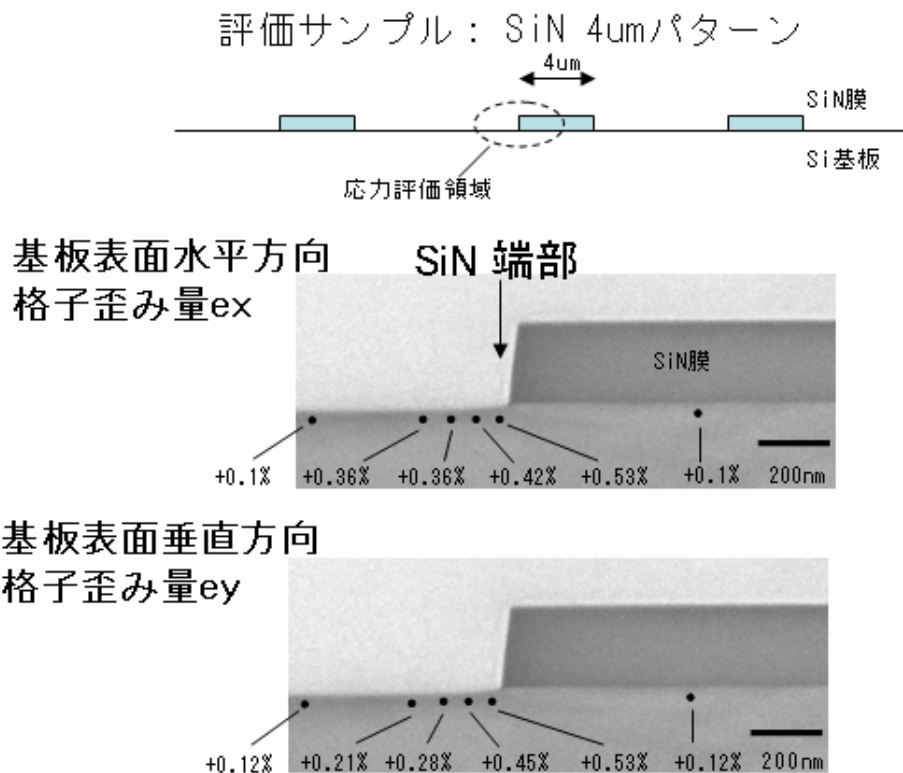 評価サンプル： SiN 4umパターン
4um
SiN膜
Si基板
応力評価領域
基板表面水平方向
格子歪み量ex
SiN 端部
SiN膜
+0.1% +0.36% +0.36% +0.42% +0.53% +0.1% 200nm
基板表面垂直方向
格子歪み量ey
+0.12% +0.21% +0.28% +0.45% +0.53% +0.12% 200nm